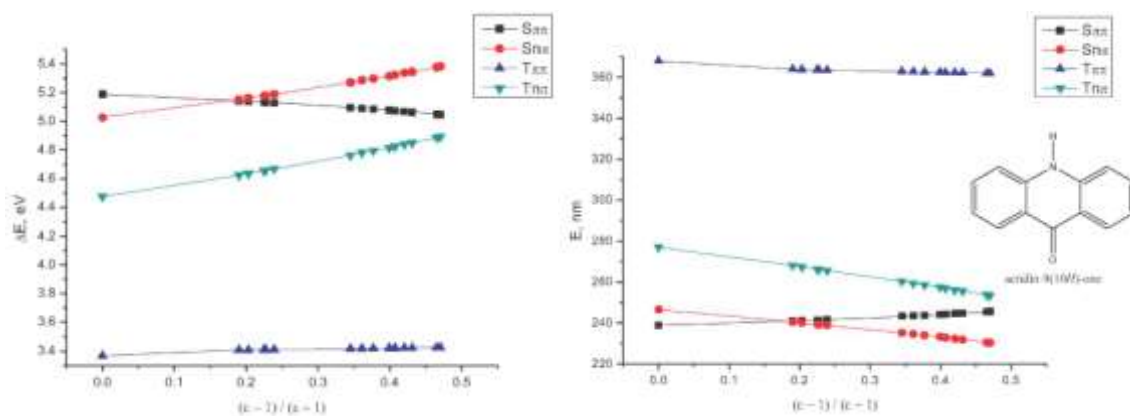 Sππ
Snπ
Tππ
Tnπ
5.4
5.2
5.0
4.8
4.6
4.4
4.2
4.0
3.8
3.6
3.4
ΔE, eV
0.0 0.1 0.2 0.3 0.4 0.5
(ε − 1) / (ε − 1)
Sππ
Snπ
Tππ
Tnπ
360
340
320
300
280
260
240
220
E, nm
0.0 0.1 0.2 0.3 0.4 0.5
(ε − 1) / (ε − 1)
H
N
O
acridin-9(10H)-one